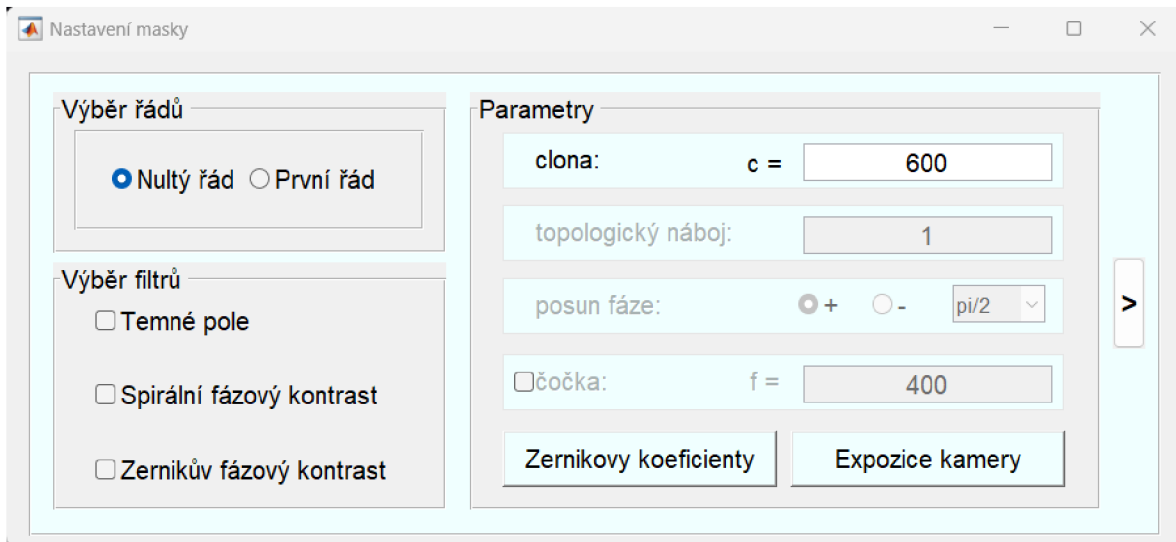 Nastavení masky
Výběr řádů
Nultý řád První řád
Výběr filtrů
Temné pole
Spirální fázový kontrast
Zernikův fázový kontrast
Parametry
clona: c = 600
topologický náboj: 1
posun fáze: + - pi/2
čočka: f = 400
Zernikovy koeficienty Expozice kamery
>